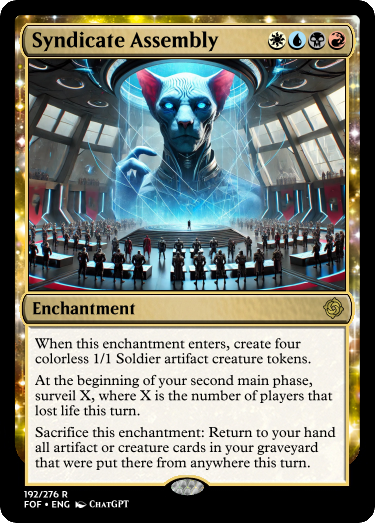 Syndicate Assembly
Enchantment
When this enchantment enters, create four
colorless 1/1 Soldier artifact creature tokens.
At the beginning of your second main phase,
surveil X, where X is the number of players that
lost life this turn.
Sacrifice this enchantment: Return to your hand
all artifact or creature cards in your graveyard
that were put there from anywhere this turn.
192/276 R
FOF • ENG ChatGPT